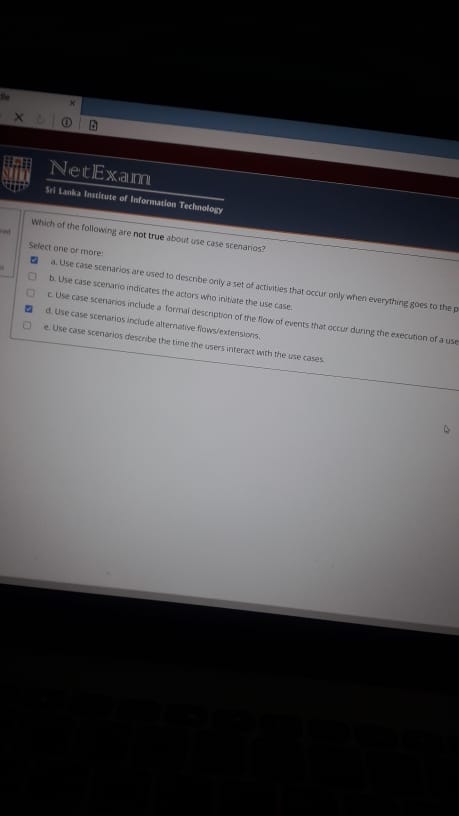 dle
NetExam
Sri Lanka Institute of Information Technology
Which of the following are not true about use case scenarios?
Select one or more:
a. Use case scenarios are used to describe only a set of activities that occur only when everything goes to the p
b. Use case scenario indicates the actors who initiate the use case.
c. Use case scenarios include a formal description of the flow of events that occur during the execution of a use
d. Use case scenarios include alternative flows/extensions.
e. Use case scenarios describe the time the users interact with the use cases.